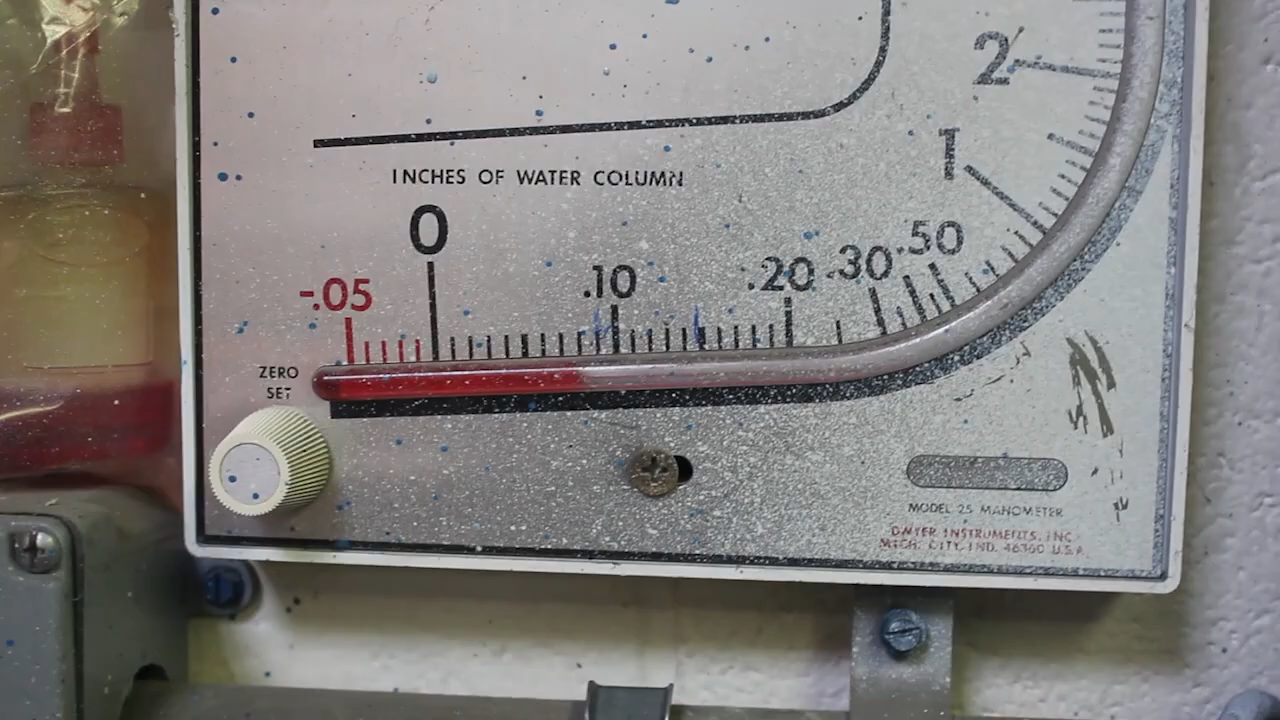 2
1
INCHES OF WATER COLUMN
0
-.05
.10
.20
.30
.50
ZERO
SET
MODEL 25 MANOMETER
DWYER INSTRUMENTS, INC.
MICH. CITY, IND. 46360 U.S.A.